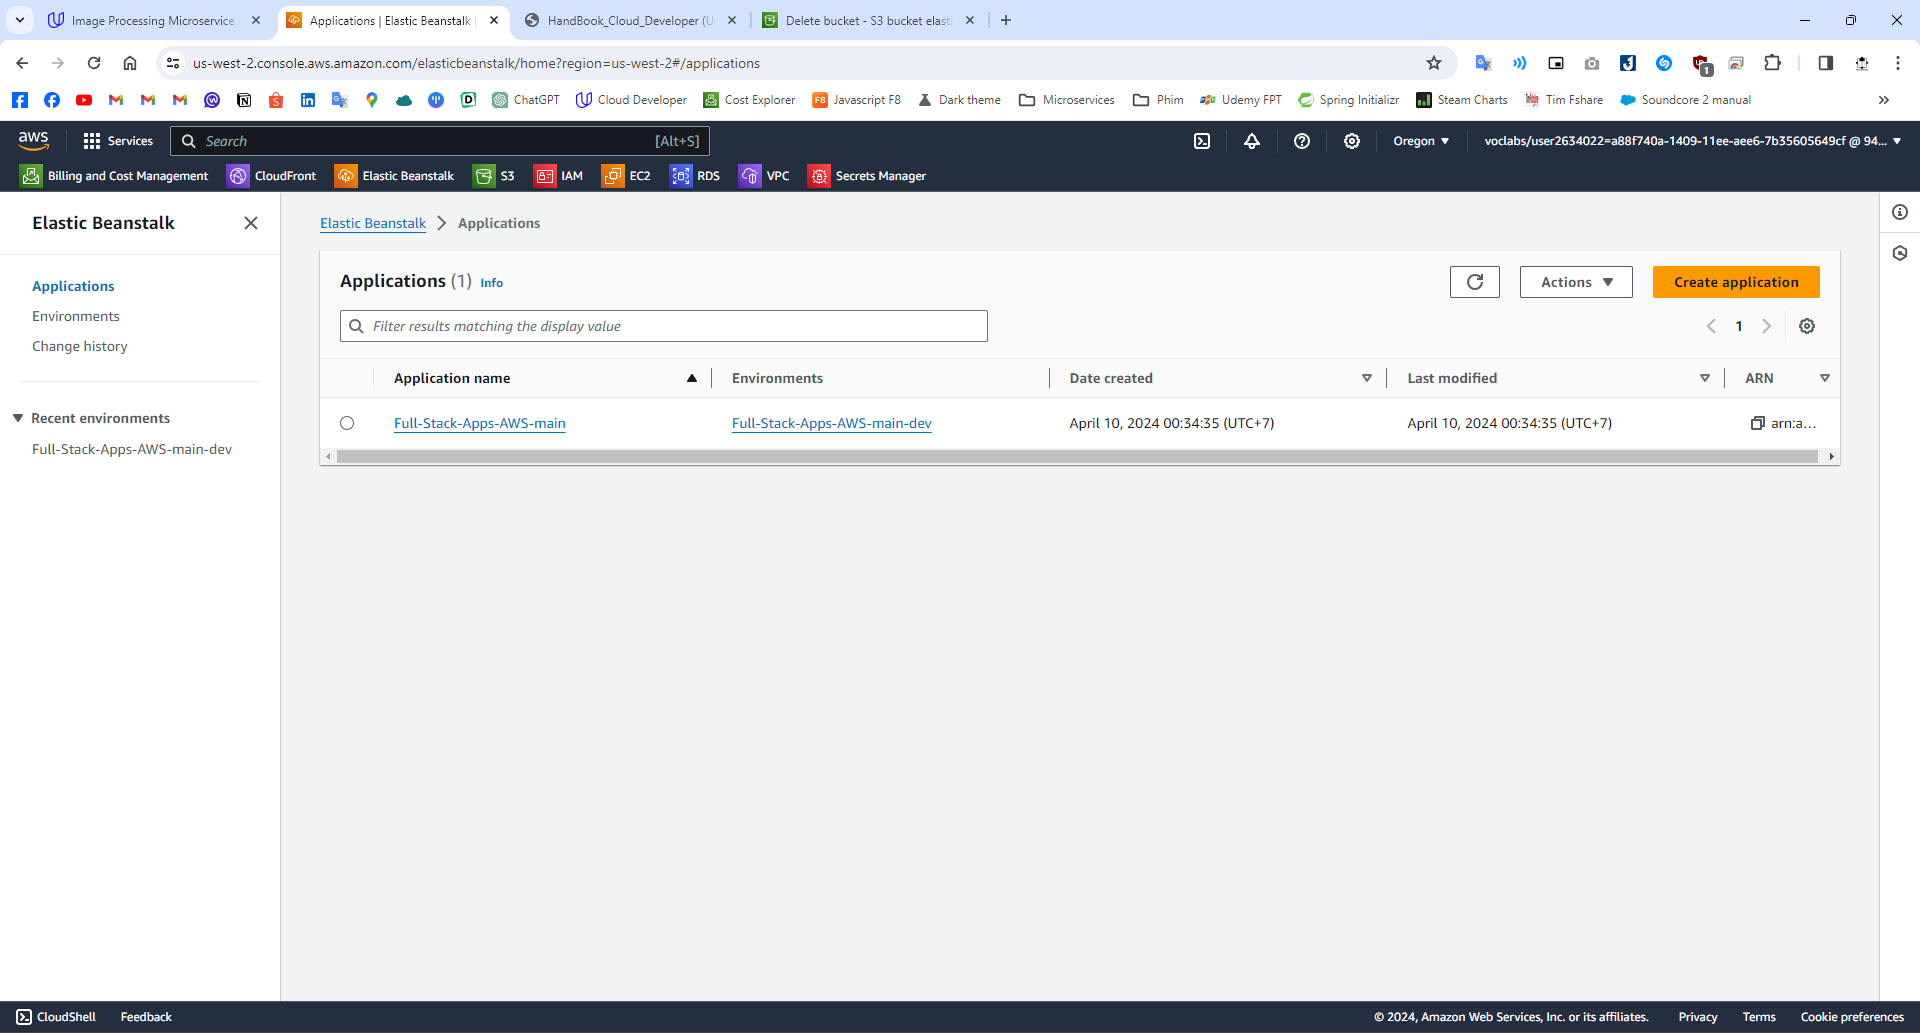 Image Processing Microservice
Applications | Elastic Beanstalk |
HandBook_Cloud_Developer (U
Delete bucket - S3 bucket elast
us-west-2.console.aws.amazon.com/elasticbeanstalk/home?region=us-west-2#/applications
1
ChatGPT
Cloud Developer
Cost Explorer
F8 Javascript F8
Dark theme
Microservices
Phim
Udemy FPT
Spring Initializr
Steam Charts
Tim Fshare
Soundcore 2 manual
aws
Services
Search
[Alt+S]
Oregon
voclabs/user2634022=a88f740a-1409-11ee-aee6-7b35605649cf @ 94...
Billing and Cost Management
CloudFront
Elastic Beanstalk
S3
IAM
EC2
RDS
VPC
Secrets Manager
Elastic Beanstalk
Applications
Environments
Change history
Recent environments
Full-Stack-Apps-AWS-main-dev
Elastic Beanstalk > Applications
Applications (1) Info
Actions
Create application
Filter results matching the display value
1
Application name
Environments
Date created
Last modified
ARN
Full-Stack-Apps-AWS-main
Full-Stack-Apps-AWS-main-dev
April 10, 2024 00:34:35 (UTC+7)
April 10, 2024 00:34:35 (UTC+7)
arn:a...
CloudShell
Feedback
© 2024, Amazon Web Services, Inc. or its affiliates.
Privacy
Terms
Cookie preferences